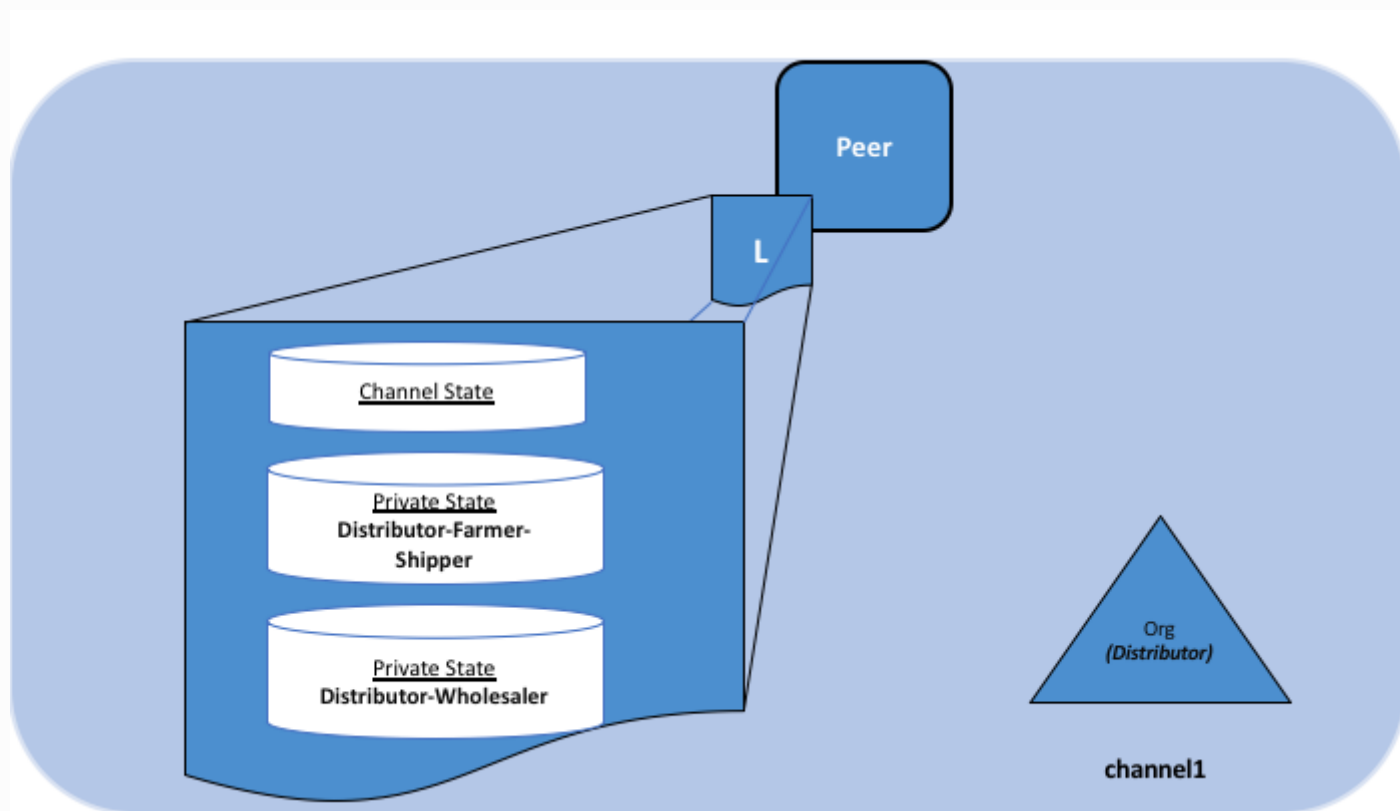 Peer
L
Channel State
Private State
Distributor-Farmer-
Shipper
Private State
Distributor-Wholesaler
Org
(Distributor)
channel1